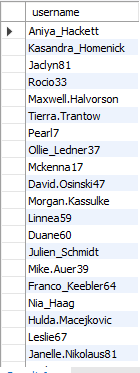 username
Aniya_Hackett
Kasandra_Homenick
Jaclyn81
Rocio33
Maxwell.Halvorson
Tierra.Trantow
Pearl7
Ollie_Ledner37
Mckenna17
David.Osinski47
Morgan.Kassulke
Linnea59
Duane60
Julien_Schmidt
Mike.Auer39
Franco_Keebler64
Nia_Haag
Hulda.Macejkovic
Leslie67
Janelle.Nikolaus81